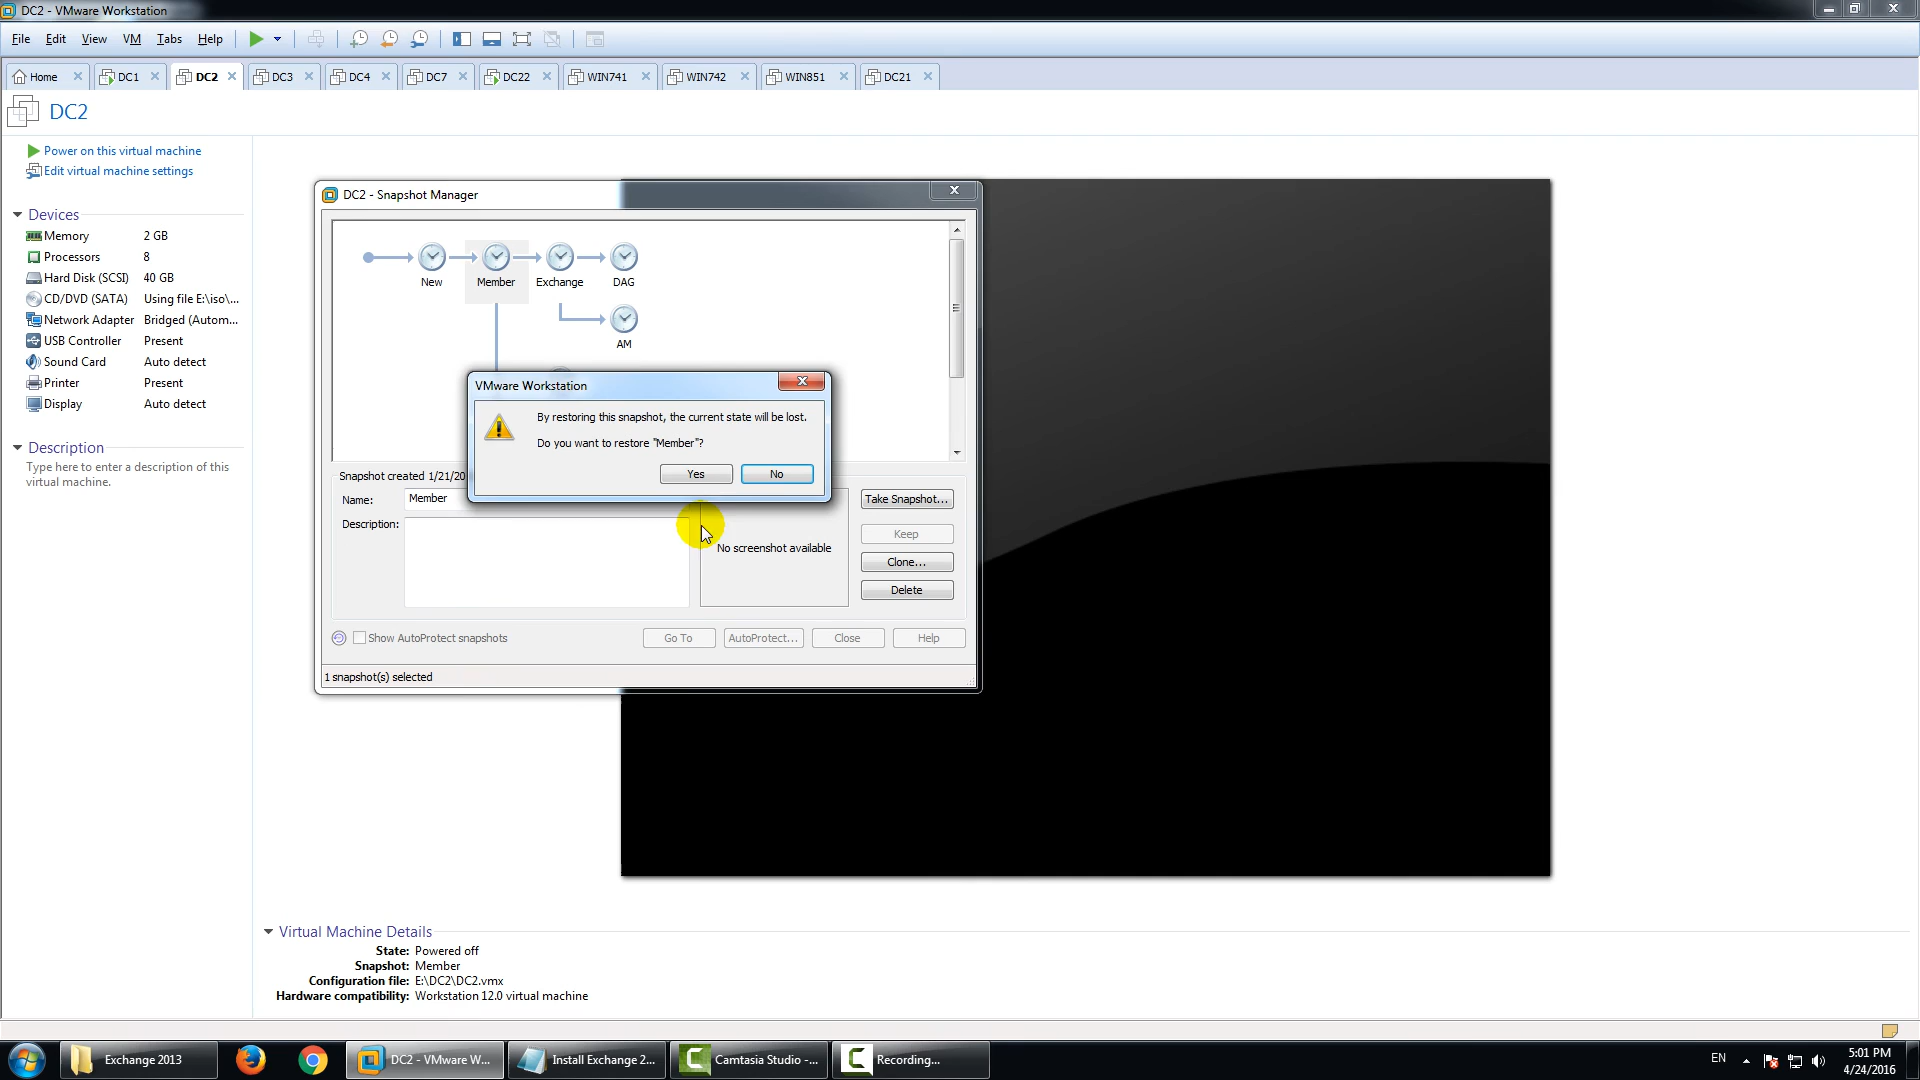 DC2 - VMware Workstation
File Edit View VM Tabs Help
Home DC1 DC2 DC3 DC4 DC7 DC22 WIN741 WIN742 WIN851 DC21
DC2
Power on this virtual machine
Edit virtual machine settings
Devices
Memory 2 GB
Processors 8
Hard Disk (SCSI) 40 GB
CD/DVD (SATA) Using file E:\iso\...
Network Adapter Bridged (Autom...
USB Controller Present
Sound Card Auto detect
Printer Present
Display Auto detect
Description
Type here to enter a description of this
virtual machine.
DC2 - Snapshot Manager
New Member Exchange DAG
AM
VMware Workstation
By restoring this snapshot, the current state will be lost.
Do you want to restore "Member"?
Yes No
Snapshot created 1/21/20
Name: Member
Description:
No screenshot available
Take Snapshot...
Keep
Clone...
Delete
Show AutoProtect snapshots Go To AutoProtect... Close Help
1 snapshot(s) selected
Virtual Machine Details
State: Powered off
Snapshot: Member
Configuration file: E:\DC2\DC2.vmx
Hardware compatibility: Workstation 12.0 virtual machine
Exchange 2013 DC2 - VMware W... Install Exchange 2... Camtasia Studio -... Recording... EN 5:01 PM
4/24/2016